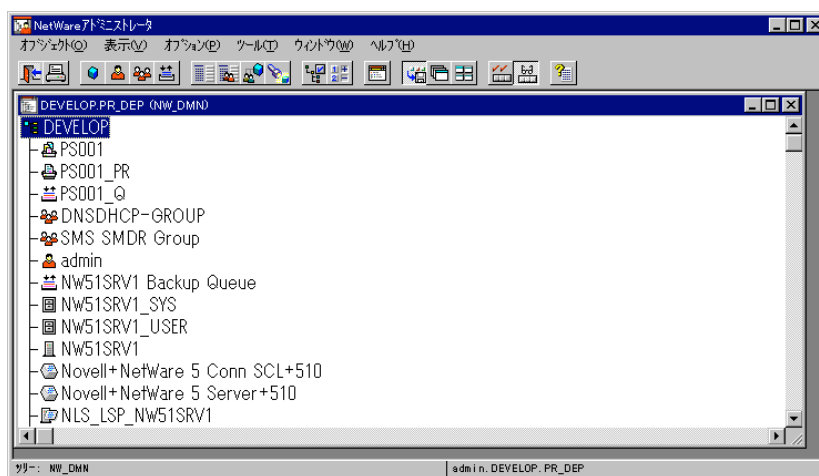 NetWareアドミニストレータ
オブジェクト(O) 表示(V) オプション(P) ツール(T) ウィンドウ(W) ヘルプ(H)
DEVELOP.PR_DEP (NW_DMN)
DEVELOP
PS001
PS001_PR
PS001_Q
DNSDHCP-GROUP
SMS SMDR Group
admin
NW51SRV1 Backup Queue
NW51SRV1_SYS
NW51SRV1_USER
NW51SRV1
Novell+NetWare 5 Conn SCL+510
Novell+NetWare 5 Server+510
NLS_LSP_NW51SRV1
ツリー: NW_DMN admin.DEVELOP.PR_DEP